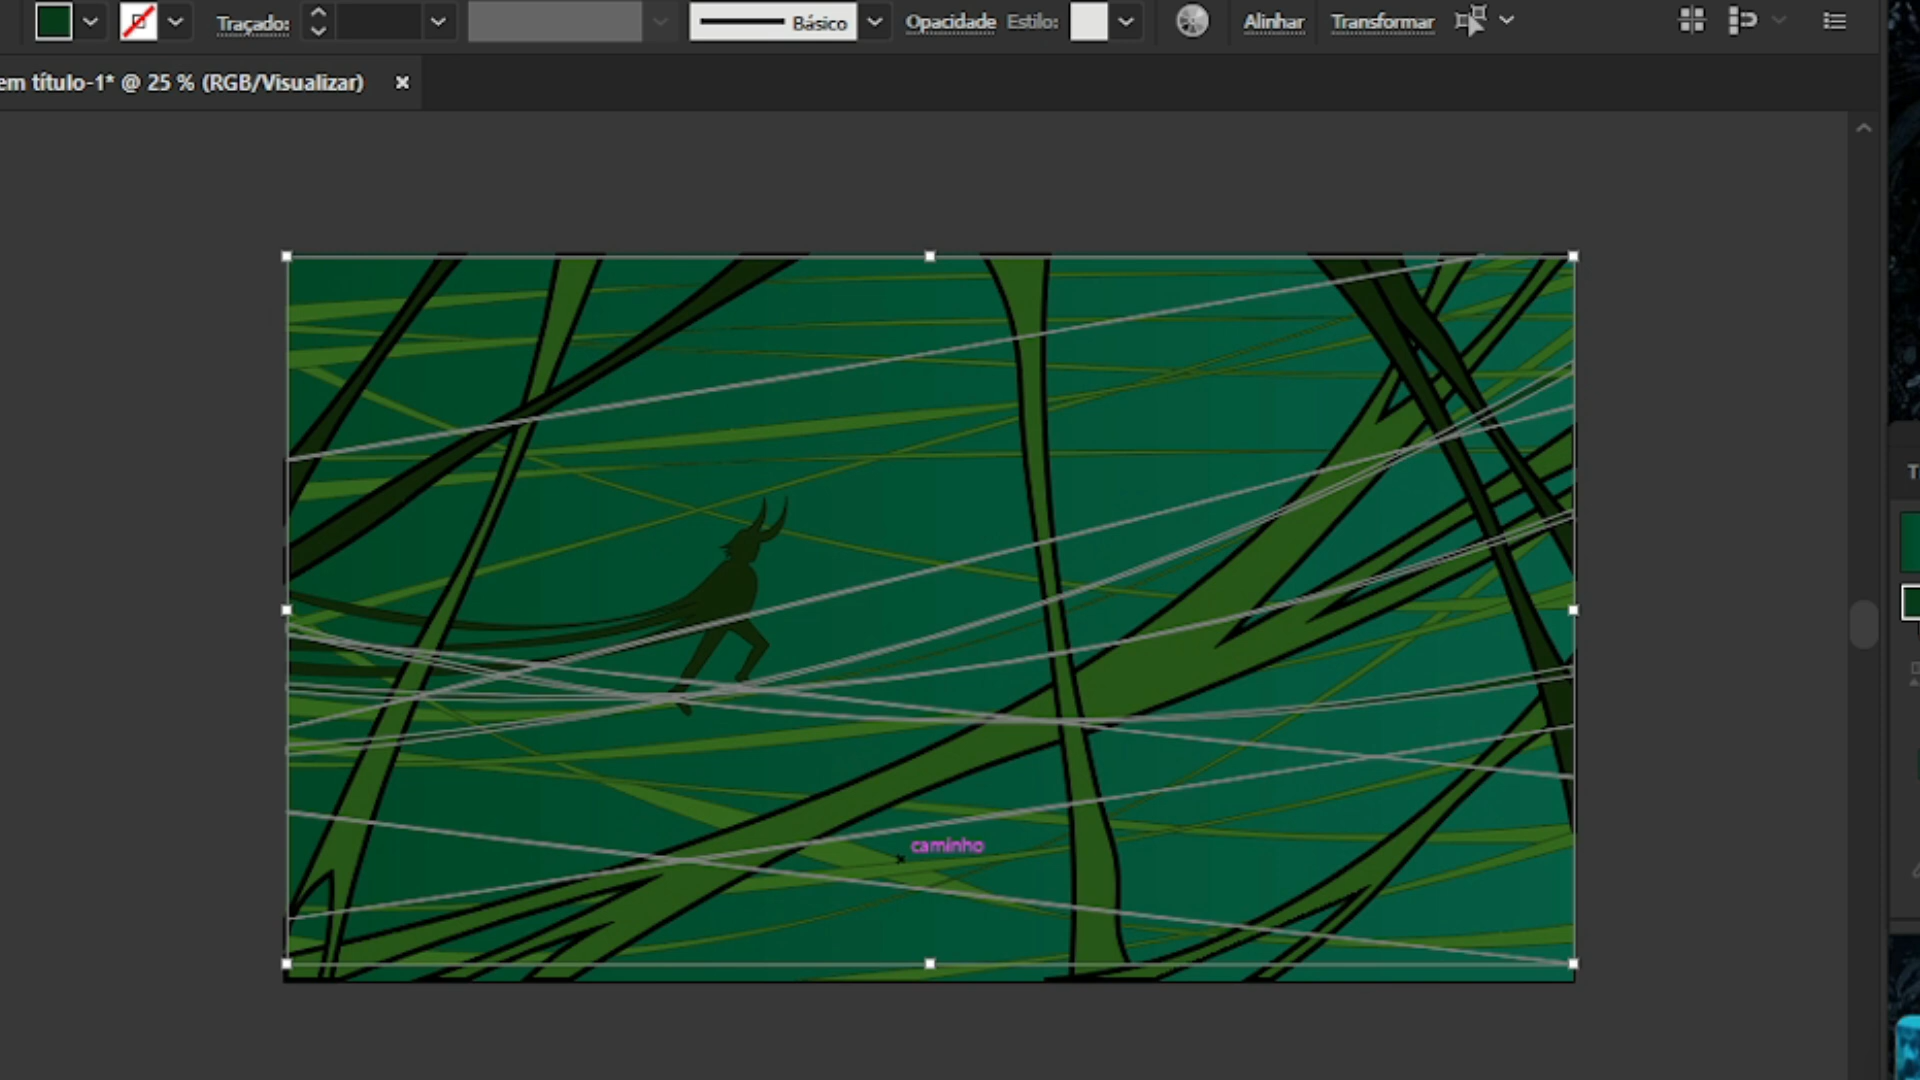 Traçado:
Básico
Opacidade
Estilo:
Alinhar
Transformar
em título-1* @ 25 % (RGB/Visualizar)
×
caminho